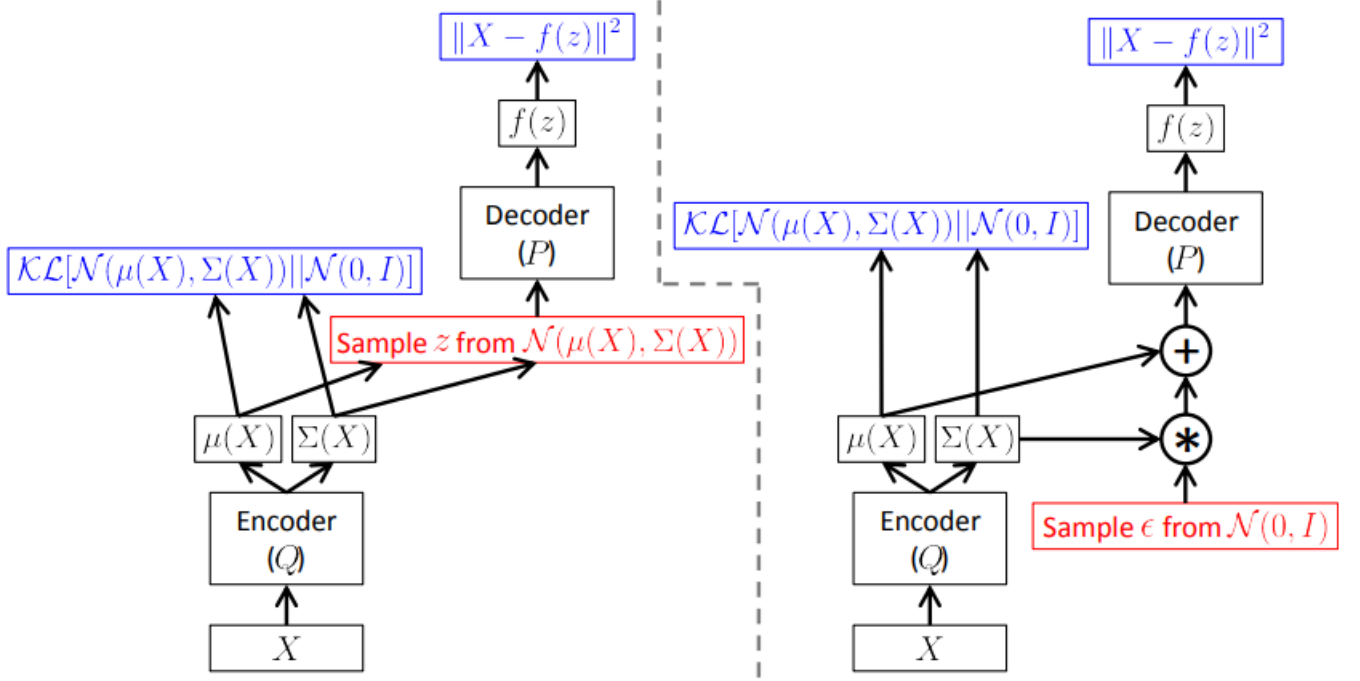 ‖X − f(z)‖²
f(z)
Decoder
(P)
𝒦ℒ[𝒩(μ(X), Σ(X))||𝒩(0, I)]
Sample z from 𝒩(μ(X), Σ(X))
μ(X)
Σ(X)
Encoder
(Q)
X
‖X − f(z)‖²
f(z)
Decoder
(P)
𝒦ℒ[𝒩(μ(X), Σ(X))||𝒩(0, I)]
+
μ(X)
Σ(X)
*
Encoder
(Q)
Sample ϵ from 𝒩(0, I)
X